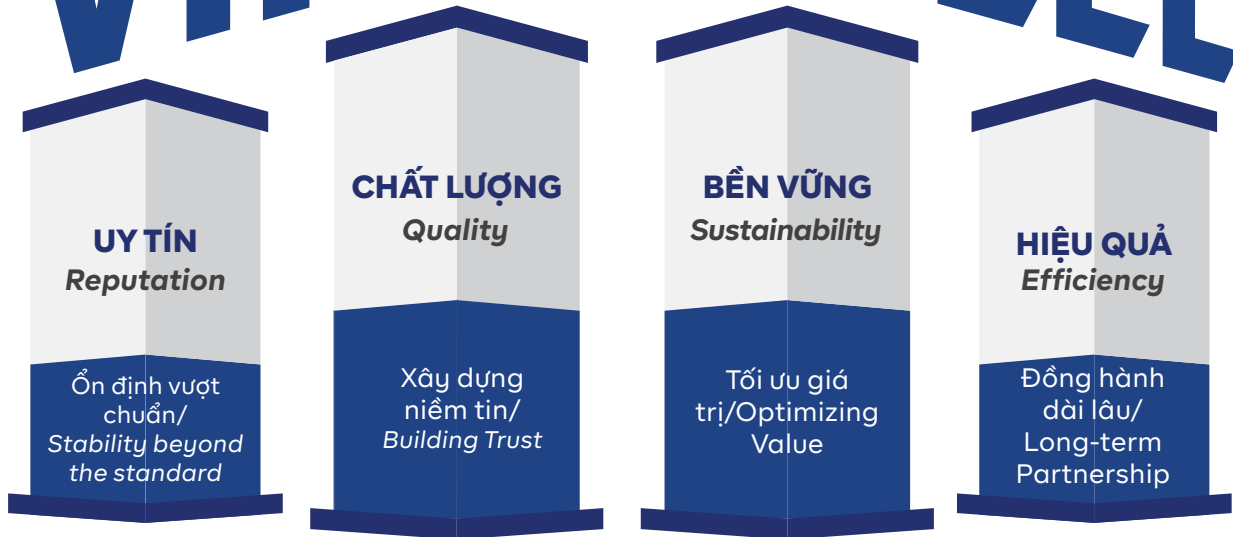 UY TÍN
Reputation
Ổn định vượt
chuẩn/
Stability beyond
the standard
CHẤT LƯỢNG
Quality
Xây dựng
niềm tin/
Building Trust
BỀN VỮNG
Sustainability
Tối ưu giá
trị/Optimizing
Value
HIỆU QUẢ
Efficiency
Đồng hành
dài lâu/
Long-term
Partnership